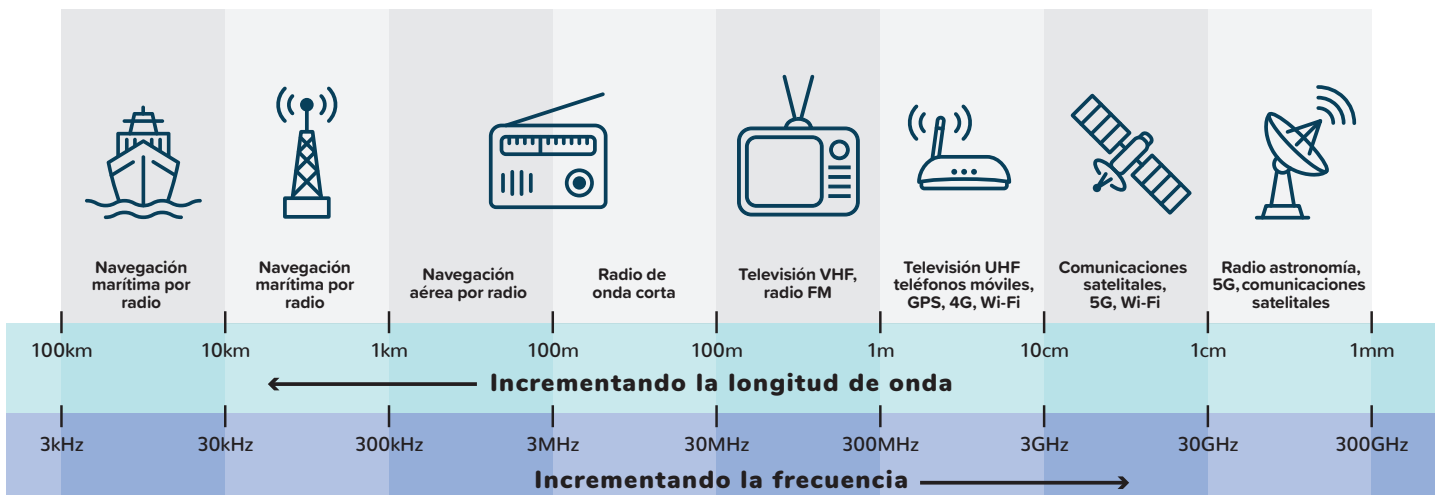 Navegación
marítima por
radio
Navegación
marítima por
radio
Navegación
aérea por radio
Radio de
onda corta
Televisión VHF,
radio FM
Televisión UHF
teléfonos móviles,
GPS, 4G, Wi-Fi
Comunicaciones
satelitales,
5G, Wi-Fi
Radio astronomía,
5G, comunicaciones
satelitales
100km 10km 1km 100m 100m 1m 10cm 1cm 1mm
Incrementando la longitud de onda
3kHz 30kHz 300kHz 3MHz 30MHz 300MHz 3GHz 30GHz 300GHz
Incrementando la frecuencia